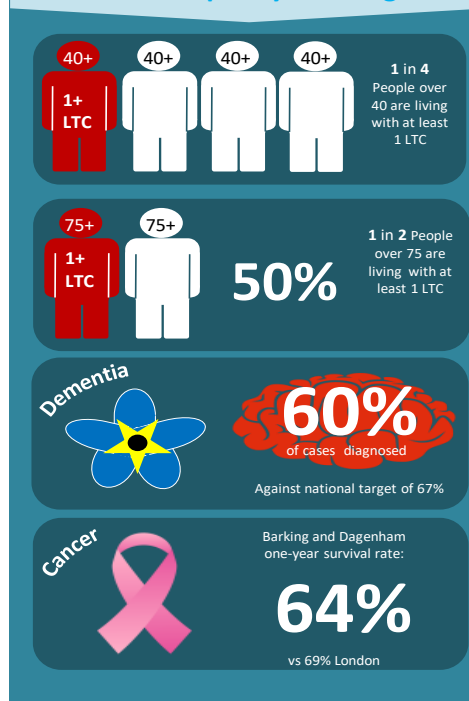 40+ 40+ 40+ 40+
1+
LTC
1 in 4
People over
40 are living
with at least
1 LTC
75+ 75+
1+
LTC
50%
1 in 2 People
over 75 are
living with at
least 1 LTC
Dementia
60%
of cases diagnosed
Against national target of 67%
Cancer
Barking and Dagenham
one-year survival rate:
64%
vs 69% London